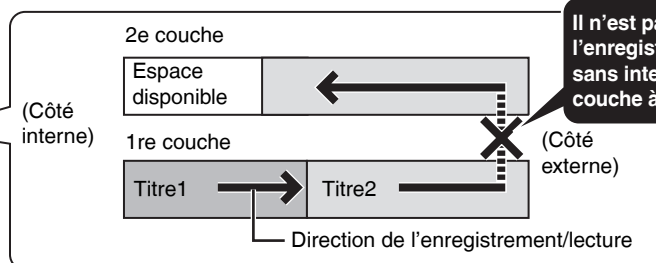 Il n'est pa
l'enregist
sans inte
couche à
2e couche
Espace
disponible
(Côté
interne)
1re couche
(Côté
externe)
Titre1
Titre2
Direction de l'enregistrement/lecture